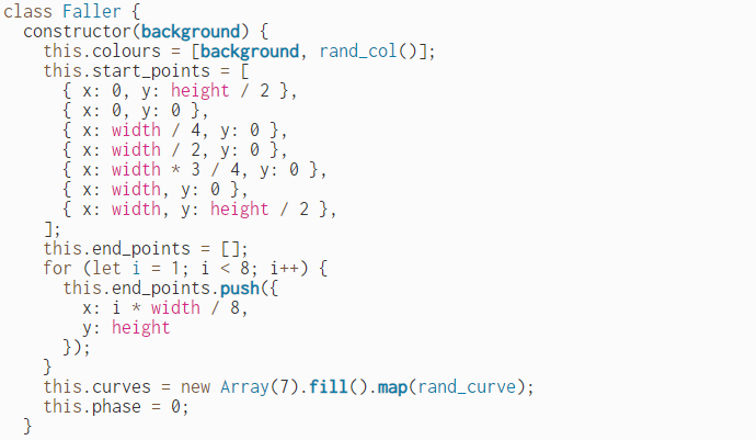 class Faller {
  constructor(background) {
    this.colours = [background, rand_col()];
    this.start_points = [
      { x: 0, y: height / 2 },
      { x: 0, y: 0 },
      { x: width / 4, y: 0 },
      { x: width / 2, y: 0 },
      { x: width * 3 / 4, y: 0 },
      { x: width, y: 0 },
      { x: width, y: height / 2 },
    ];
    this.end_points = [];
    for (let i = 1; i < 8; i++) {
      this.end_points.push({
        x: i * width / 8,
        y: height
      });
    }
    this.curves = new Array(7).fill().map(rand_curve);
    this.phase = 0;
  }